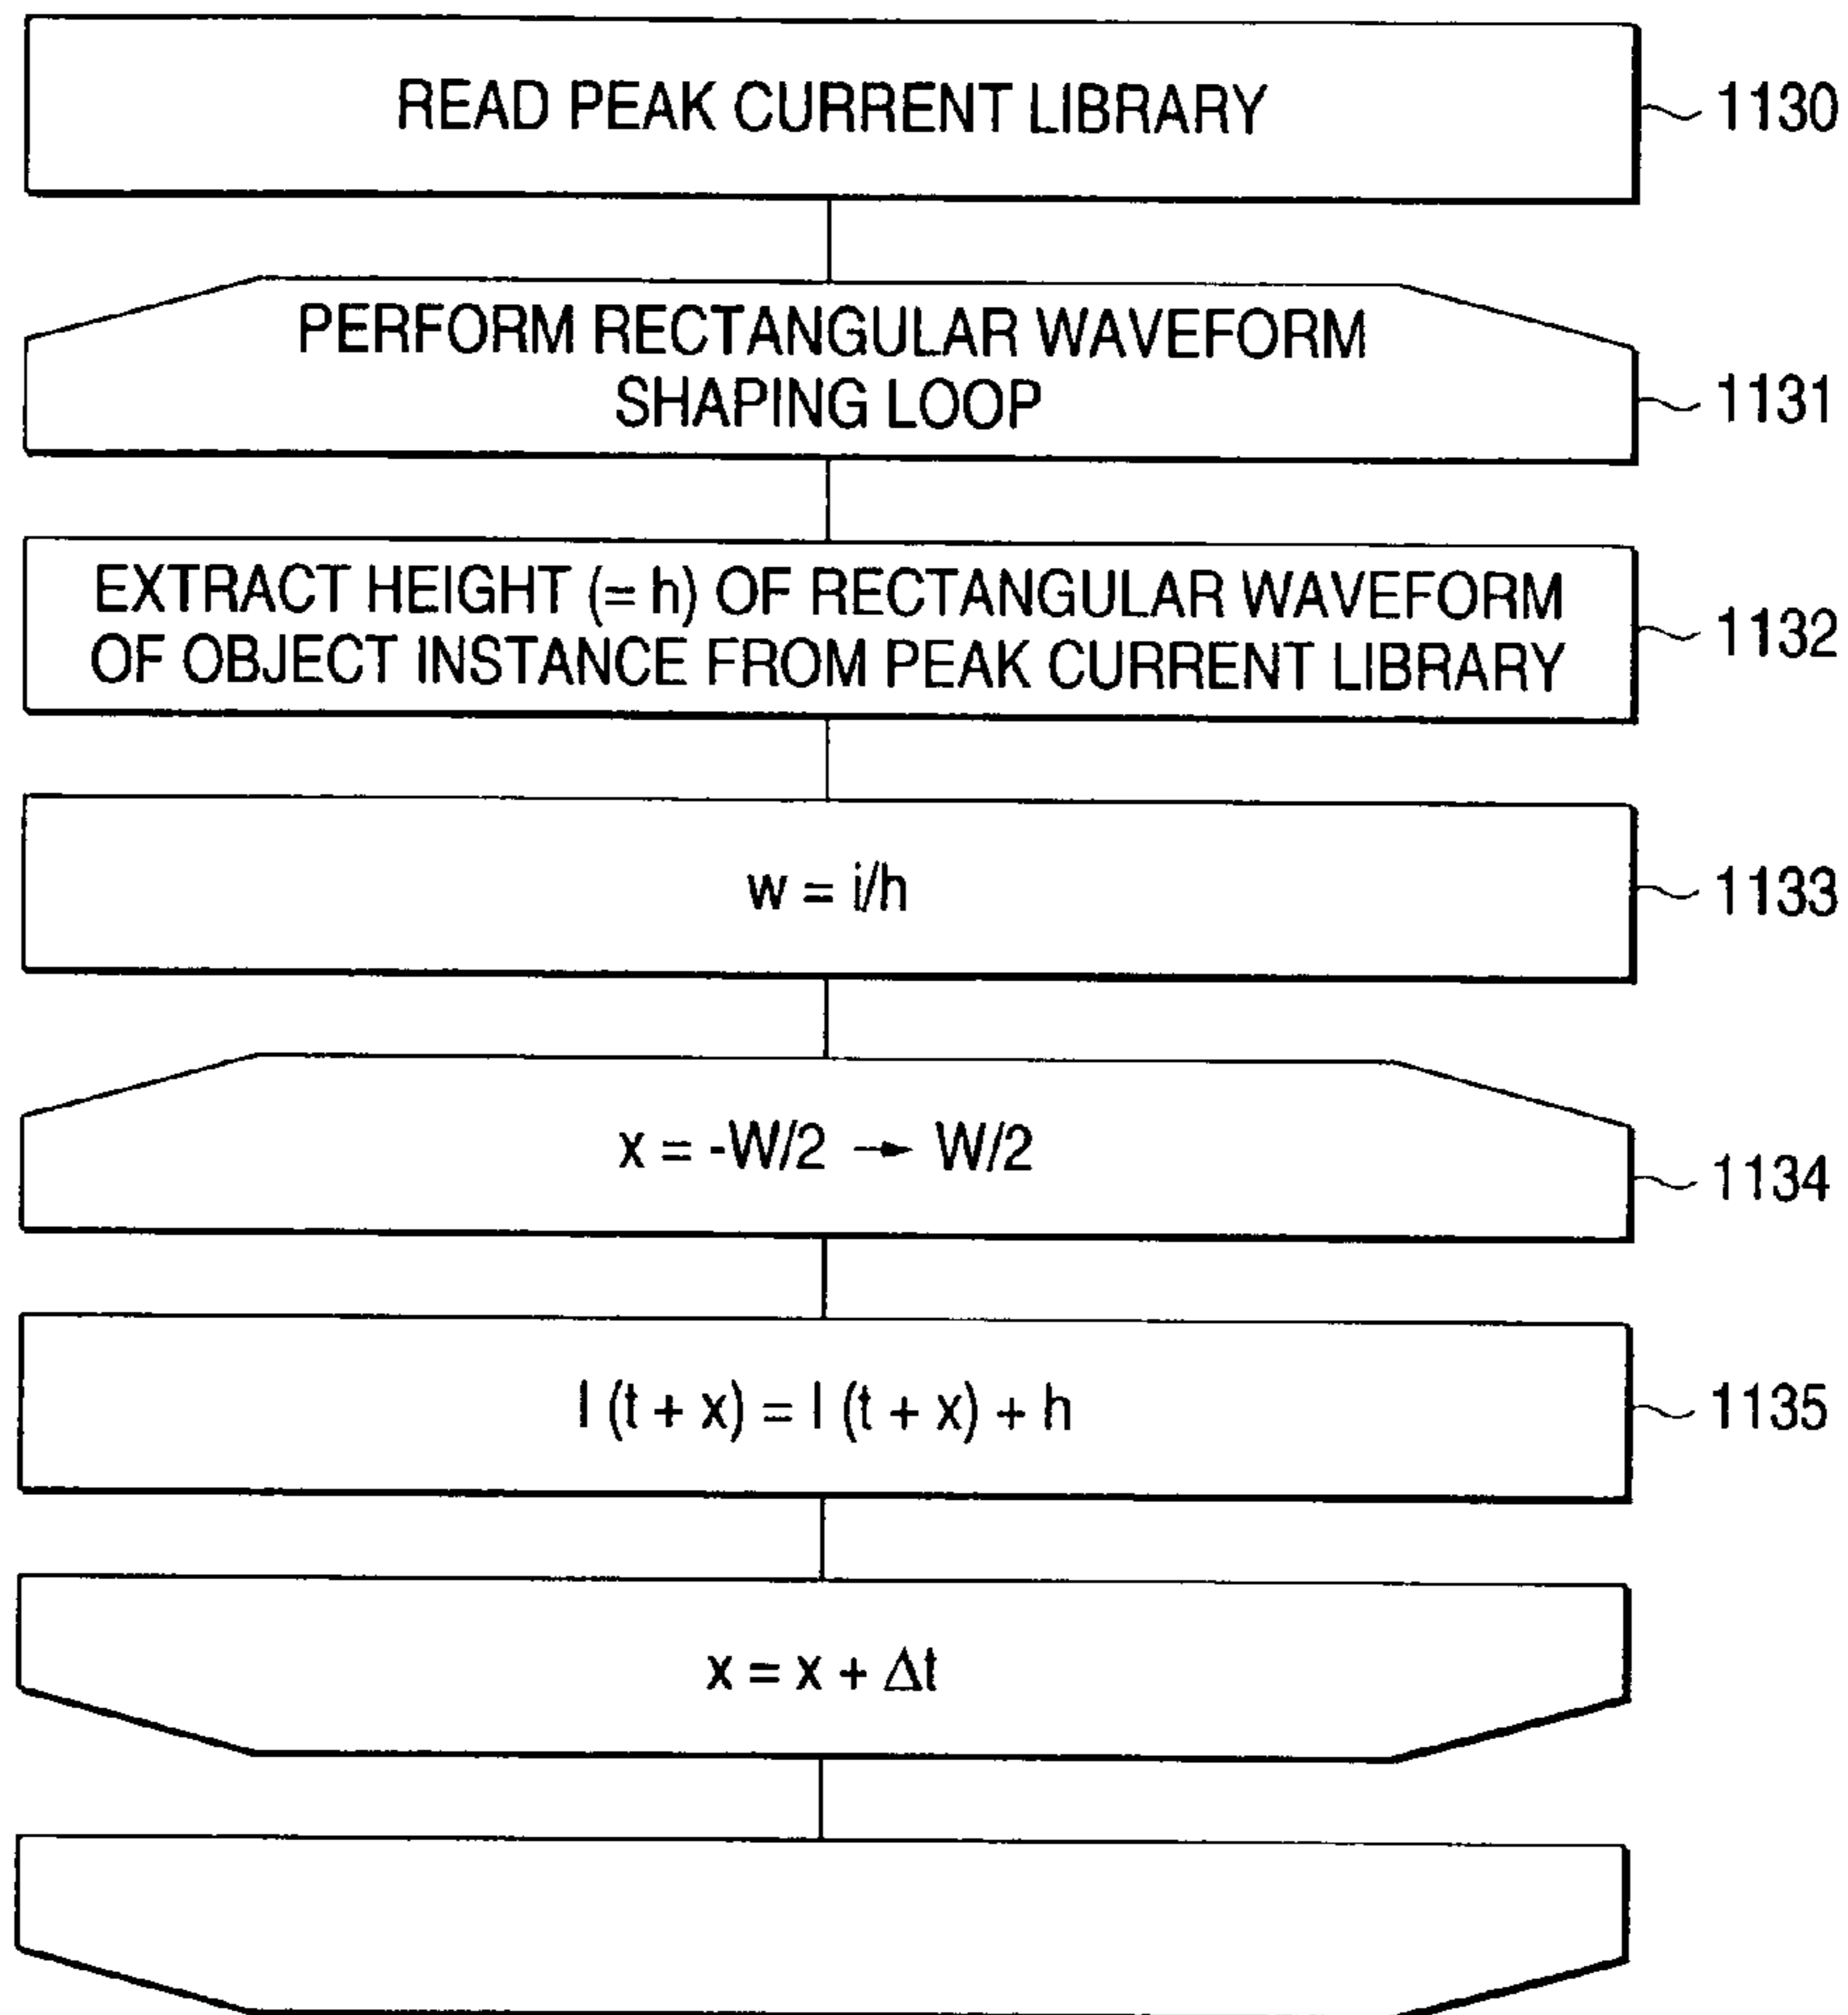 READ PEAK CURRENT LIBRARY
1130
PERFORM RECTANGULAR WAVEFORM
SHAPING LOOP
1131
EXTRACT HEIGHT (= h) OF RECTANGULAR WAVEFORM
OF OBJECT INSTANCE FROM PEAK CURRENT LIBRARY
1132
w = i/h
1133
x = -W/2 → W/2
1134
I (t + x) = I (t + x) + h
1135
x = x + Δt